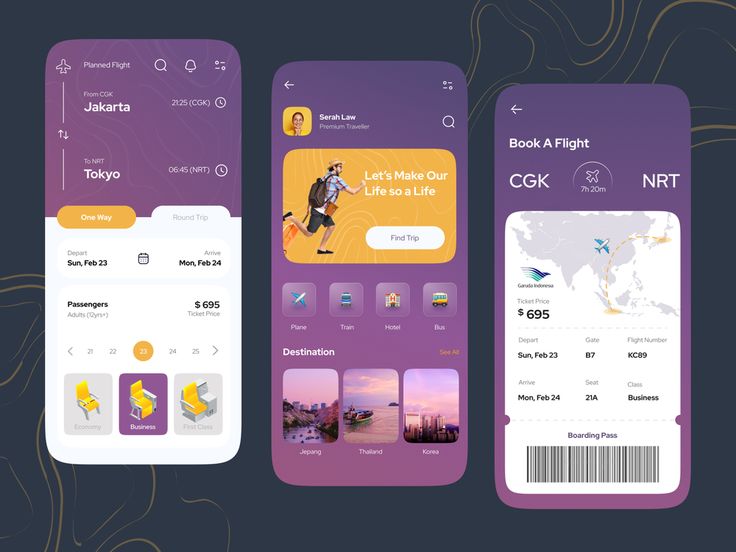 Planned Flight
From CGK
Jakarta
21:25 (CGK)
To NRT
Tokyo
06:45 (NRT)
One Way
Round Trip
Depart
Arrive
Sun, Feb 23
Mon, Feb 24
Passengers
$ 695
Adults (12yrs+)
Ticket Price
21 22 23 24 25
Economy
Business
First Class
Serah Law
Premium Traveller
Let's Make Our
Life so a Life
Find Trip
Plane
Train
Hotel
Bus
Destination
See All
Jepang
Thailand
Korea
Book A Flight
CGK
7h 20m
NRT
Garuda Indonesia
Ticket Price
$ 695
Depart
Gate
Flight Number
Sun, Feb 23
B7
KC89
Arrive
Seat
Class
Mon, Feb 24
21A
Business
Boarding Pass